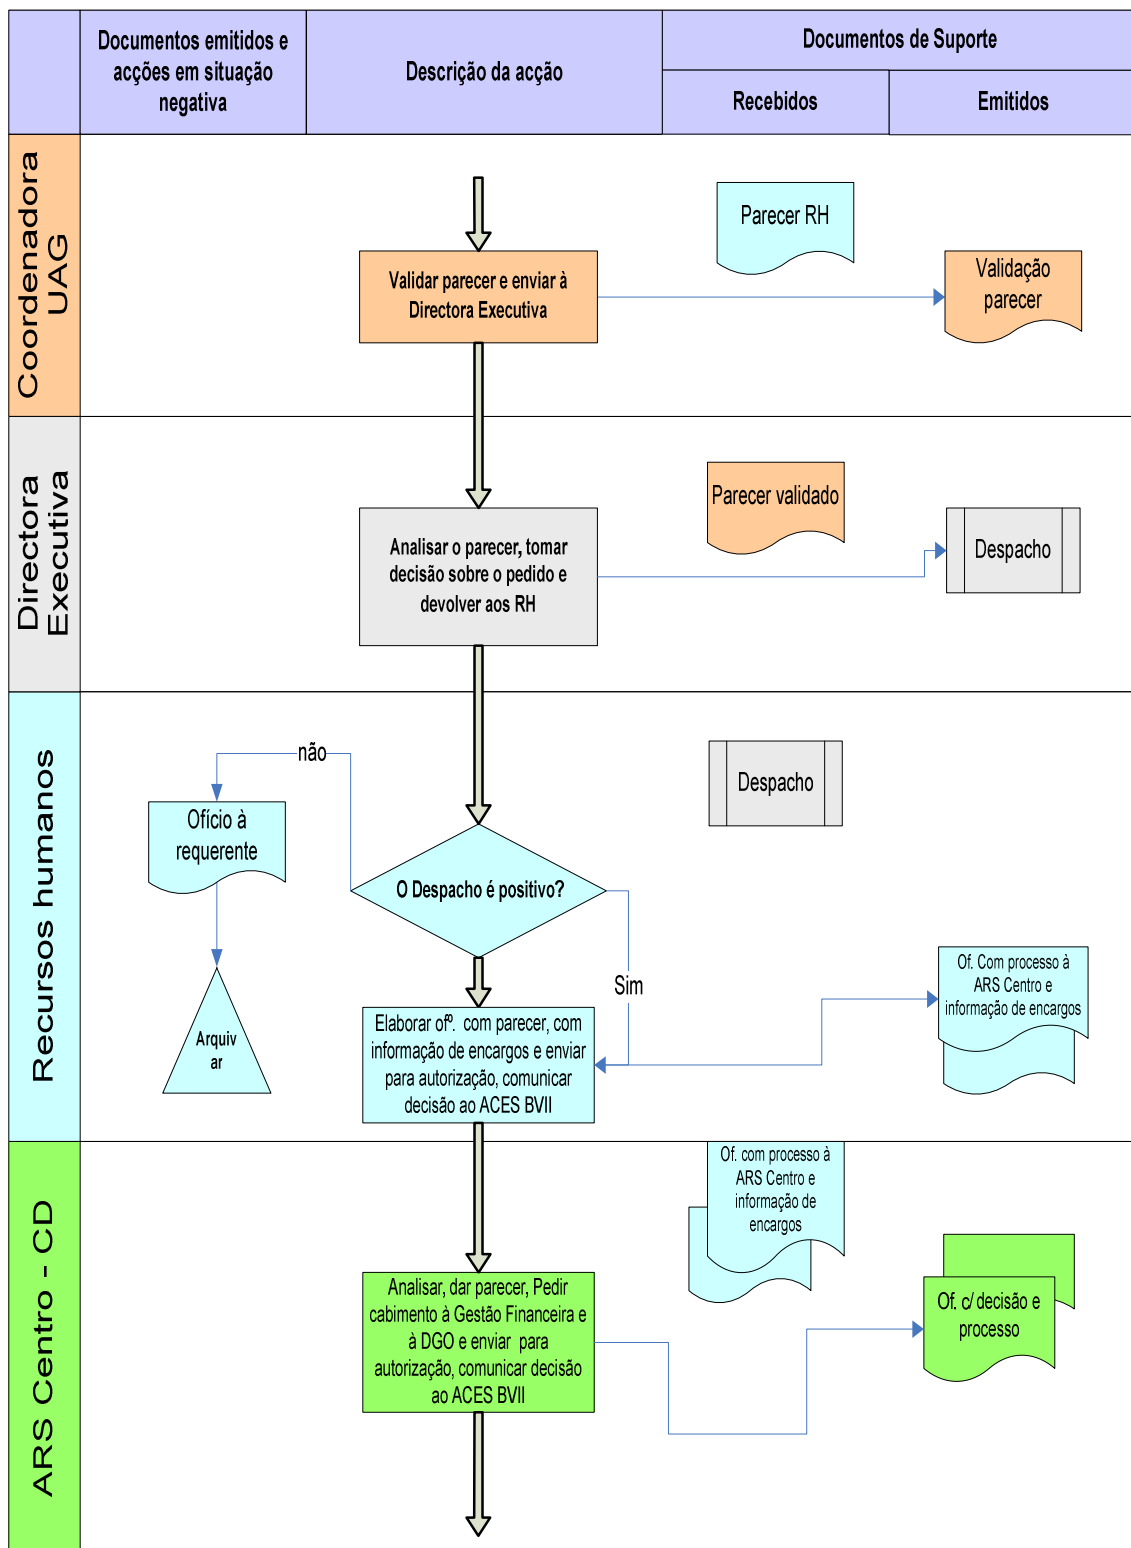 Documentos emitidos e
acções em situação
negativa
Descrição da acção
Documentos de Suporte
Recebidos
Emitidos
Coordenadora
UAG
Validar parecer e enviar à
Directora Executiva
Parecer RH
Validação
parecer
Directora
Executiva
Analisar o parecer, tomar
decisão sobre o pedido e
devolver aos RH
Parecer validado
Despacho
Recursos humanos
não
Ofício à
requerente
Arquiv
ar
O Despacho é positivo?
Sim
Despacho
Elaborar ofº. com parecer, com
informação de encargos e enviar
para autorização, comunicar
decisão ao ACES BVII
Of. Com processo à
ARS Centro e
informação de encargos
ARS Centro - CD
Analisar, dar parecer, Pedir
cabimento à Gestão Financeira e
à DGO e enviar para
autorização, comunicar decisão
ao ACES BVII
Of. com processo à
ARS Centro e
informação de
encargos
Of. c/ decisão e
processo